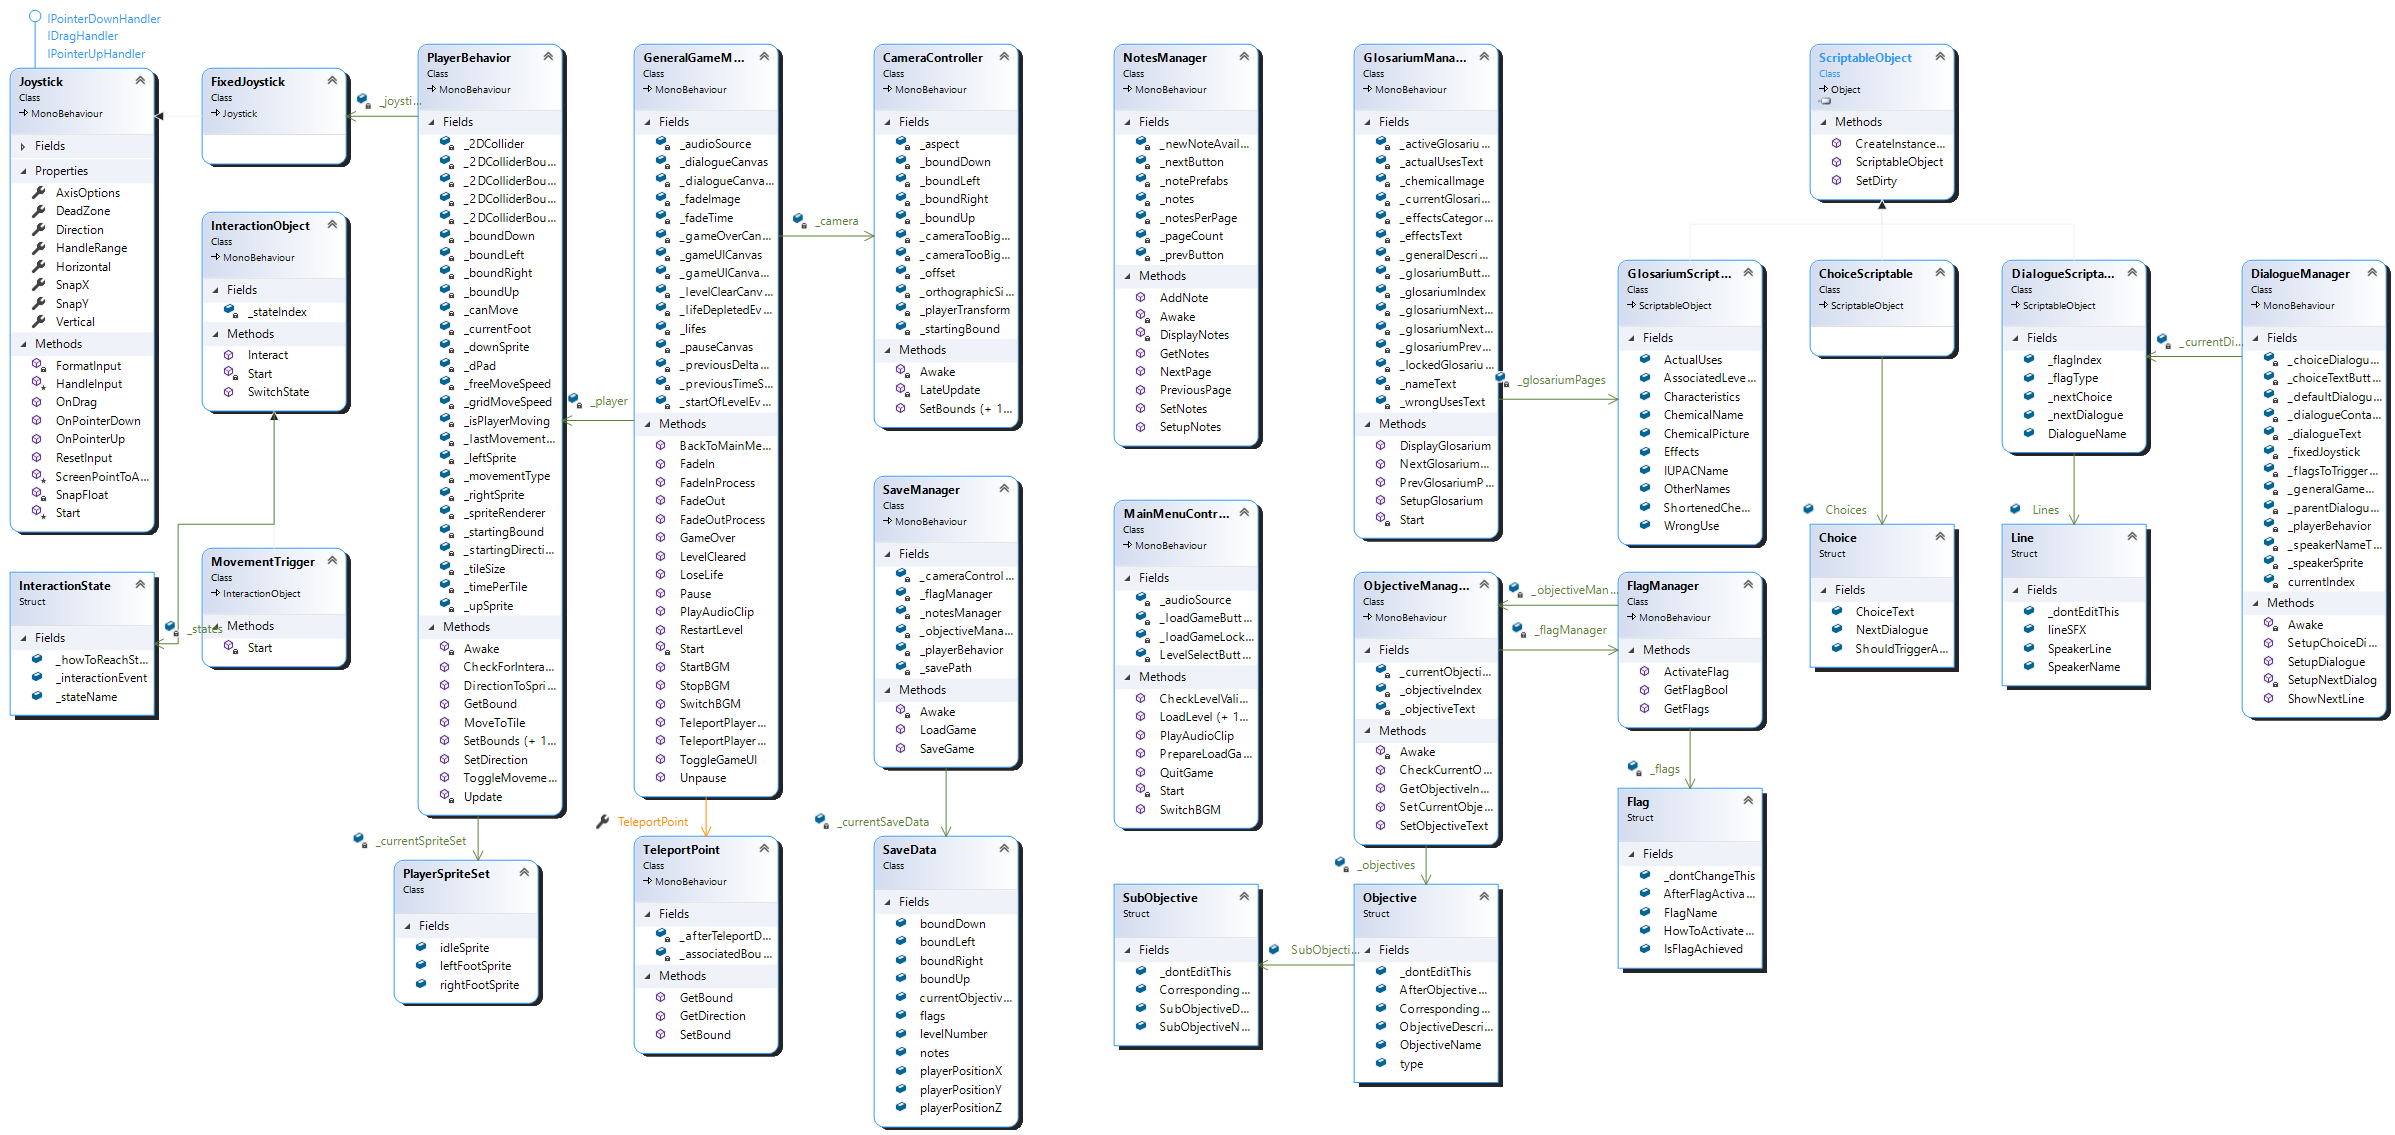 IPointerDownHandler
IDragHandler
IPointerUpHandler
Joystick
Class
MonoBehaviour
Fields
Properties
AxisOptions
DeadZone
Direction
HandleRange
Horizontal
SnapX
SnapY
Vertical
Methods
FormatInput
HandleInput
OnDrag
OnPointerDown
OnPointerUp
ResetInput
ScreenPointToA...
SnapFloat
Start
InteractionState
Struct
Fields
_howToReachSt...
_interactionEvent
_stateName
FixedJoystick
Class
Joystick
InteractionObject
Class
MonoBehaviour
Fields
_stateIndex
Methods
Interact
Start
SwitchState
MovementTrigger
Class
InteractionObject
Methods
Start
_states
_joysti...
PlayerBehavior
Class
MonoBehaviour
Fields
_2DCollider
_2DColliderBou...
_2DColliderBou...
_2DColliderBou...
_2DColliderBou...
_boundDown
_boundLeft
_boundRight
_boundUp
_canMove
_currentFoot
_downSprite
_dPad
_freeMoveSpeed
_gridMoveSpeed
_isPlayerMoving
_lastMovement...
_leftSprite
_movementType
_rightSprite
_spriteRenderer
_startingBound
_startingDirecti...
_tileSize
_timePerTile
_upSprite
Methods
Awake
CheckForIntera...
DirectionToSpri...
GetBound
MoveToTile
SetBounds (+ 1...
SetDirection
ToggleMoveme...
Update
_currentSpriteSet
PlayerSpriteSet
Class
Fields
idleSprite
leftFootSprite
rightFootSprite
_player
GeneralGameM...
Class
MonoBehaviour
Fields
_audioSource
_dialogueCanvas
_dialogueCanva...
_fadeImage
_fadeTime
_gameOverCan...
_gameUICanvas
_gameUICanva...
_levelClearCanv...
_lifeDepletedEv...
_lifes
_pauseCanvas
_previousDelta...
_previousTimeS...
_startOfLevelEv...
Methods
BackToMainMe...
FadeIn
FadeInProcess
FadeOut
FadeOutProcess
GameOver
LevelCleared
LoseLife
Pause
PlayAudioClip
RestartLevel
Start
StartBGM
StopBGM
SwitchBGM
TeleportPlayer...
TeleportPlayer...
ToggleGameUI
Unpause
TeleportPoint
TeleportPoint
Class
MonoBehaviour
Fields
_afterTeleportD...
_associatedBou...
Methods
GetBound
GetDirection
SetBound
_camera
CameraController
Class
MonoBehaviour
Fields
_aspect
_boundDown
_boundLeft
_boundRight
_boundUp
_cameraTooBig...
_cameraTooBig...
_offset
_orthographicSi...
_playerTransform
_startingBound
Methods
Awake
LateUpdate
SetBounds (+ 1...
SaveManager
Class
MonoBehaviour
Fields
_cameraControl...
_flagManager
_notesManager
_objectiveMana...
_playerBehavior
_savePath
Methods
Awake
LoadGame
SaveGame
_currentSaveData
SaveData
Class
Fields
boundDown
boundLeft
boundRight
boundUp
currentObjectiv...
flags
levelNumber
notes
playerPositionX
playerPositionY
playerPositionZ
NotesManager
Class
MonoBehaviour
Fields
_newNoteAvail...
_nextButton
_notePrefabs
_notes
_notesPerPage
_pageCount
_prevButton
Methods
AddNote
Awake
DisplayNotes
GetNotes
NextPage
PreviousPage
SetNotes
SetupNotes
MainMenuContr...
Class
MonoBehaviour
Fields
_audioSource
_loadGameButt...
_loadGameLock...
LevelSelectButt...
Methods
CheckLevelVali...
LoadLevel (+ 1...
PlayAudioClip
PrepareLoadGa...
QuitGame
Start
SwitchBGM
SubObjective
Struct
Fields
_dontEditThis
Corresponding...
SubObjectiveD...
SubObjectiveN...
SubObjecti...
GlosariumMana...
Class
MonoBehaviour
Fields
_activeGlosariu...
_actualUsesText
_chemicalImage
_currentGlosari...
_effectsCategor...
_effectsText
_generalDescri...
_glosariumButt...
_glosariumIndex
_glosariumNext...
_glosariumNext...
_glosariumPrev...
_lockedGlosariu...
_nameText
_wrongUsesText
Methods
DisplayGlosarium
NextGlosarium...
PrevGlosariumP...
SetupGlosarium
Start
_glosariumPages
ObjectiveManag...
Class
MonoBehaviour
Fields
_currentObjecti...
_objectiveIndex
_objectiveText
Methods
Awake
CheckCurrentO...
GetObjectiveIn...
SetCurrentObje...
SetObjectiveText
_objectives
Objective
Struct
Fields
_dontEditThis
AfterObjective...
Corresponding...
ObjectiveDescri...
ObjectiveName
type
_objectiveMan...
_flagManager
GlosariumScript...
Class
ScriptableObject
Fields
ActualUses
AssociatedLeve...
Characteristics
ChemicalName
ChemicalPicture
Effects
IUPACName
OtherNames
ShortenedChe...
WrongUse
FlagManager
Class
MonoBehaviour
Methods
ActivateFlag
GetFlagBool
GetFlags
_flags
Flag
Struct
Fields
_dontChangeThis
AfterFlagActiva...
FlagName
HowToActivate...
IsFlagAchieved
ScriptableObject
Class
Object
Methods
CreateInstance...
ScriptableObject
SetDirty
ChoiceScriptable
Class
ScriptableObject
Choices
Choice
Struct
Fields
ChoiceText
NextDialogue
ShouldTriggerA...
DialogueScripta...
Class
ScriptableObject
Fields
_flagIndex
_flagType
_nextChoice
_nextDialogue
DialogueName
Lines
Line
Struct
Fields
_dontEditThis
lineSFX
SpeakerLine
SpeakerName
_currentDi...
DialogueManager
Class
MonoBehaviour
Fields
_choiceDialogu...
_choiceTextButt...
_defaultDialogu...
_dialogueConta...
_dialogueText
_fixedJoystick
_flagsToTrigger...
_generalGame...
_parentDialogu...
_playerBehavior
_speakerNameT...
_speakerSprite
currentIndex
Methods
Awake
SetupChoiceDi...
SetupDialogue
SetupNextDialog
ShowNextLine